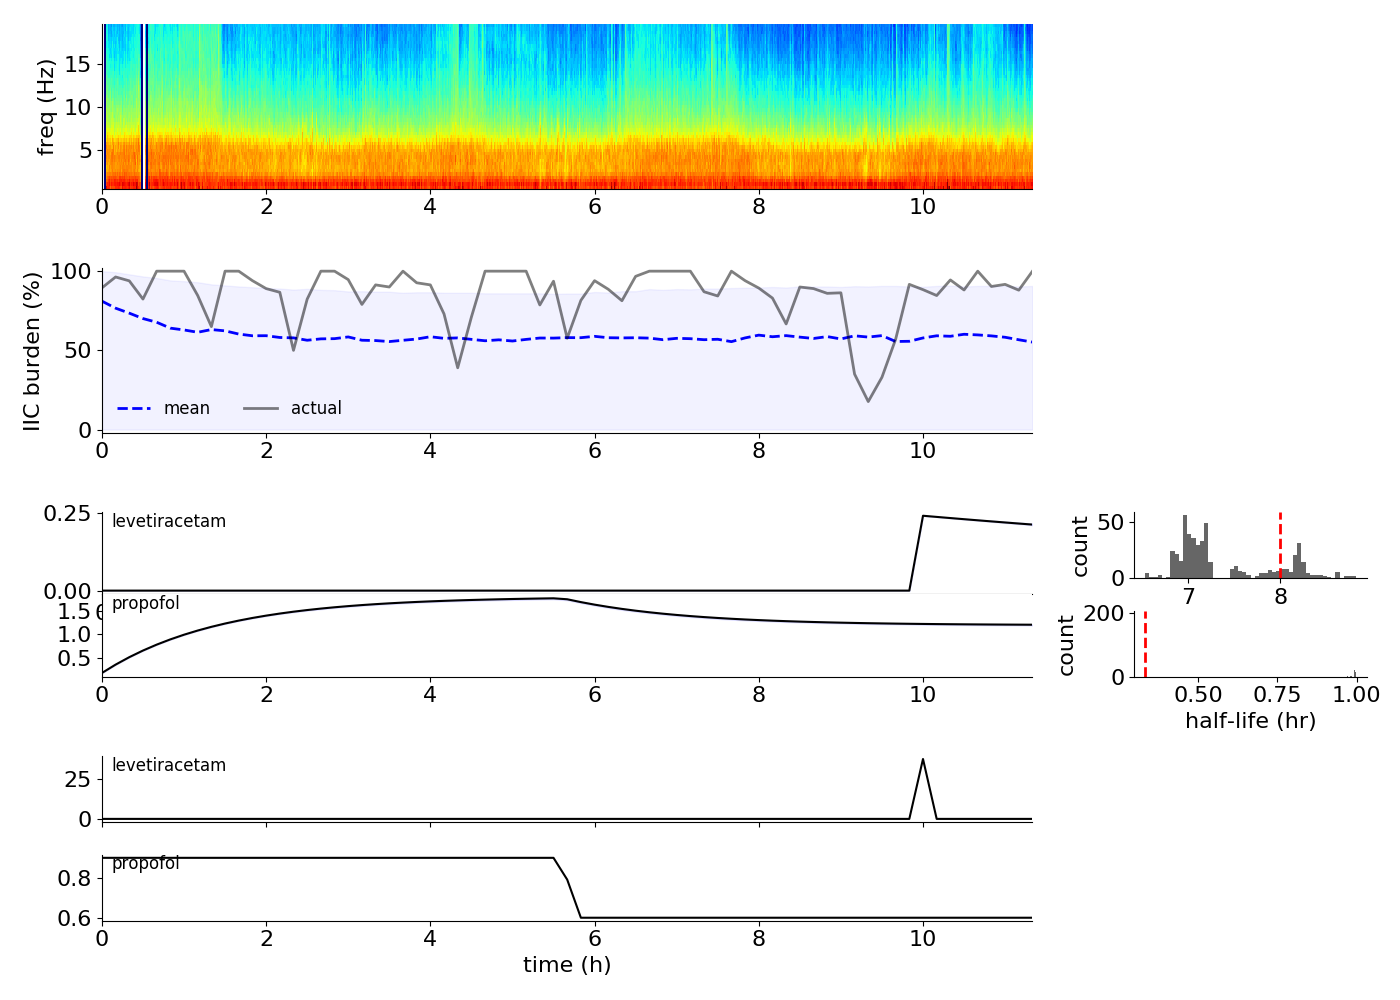 freq (Hz)
15
10
5
0 2 4 6 8 10
IIC burden (%)
100
50
0
mean actual
0 2 4 6 8 10
0.25
0.00
levetiracetam
count
50
0
7 8
1.5
1.0
0.5
propofol
0 2 4 6 8 10
count
200
0
0.50 0.75 1.00
half-life (hr)
25
0
levetiracetam
0.8
0.6
propofol
0 2 4 6 8 10
time (h)